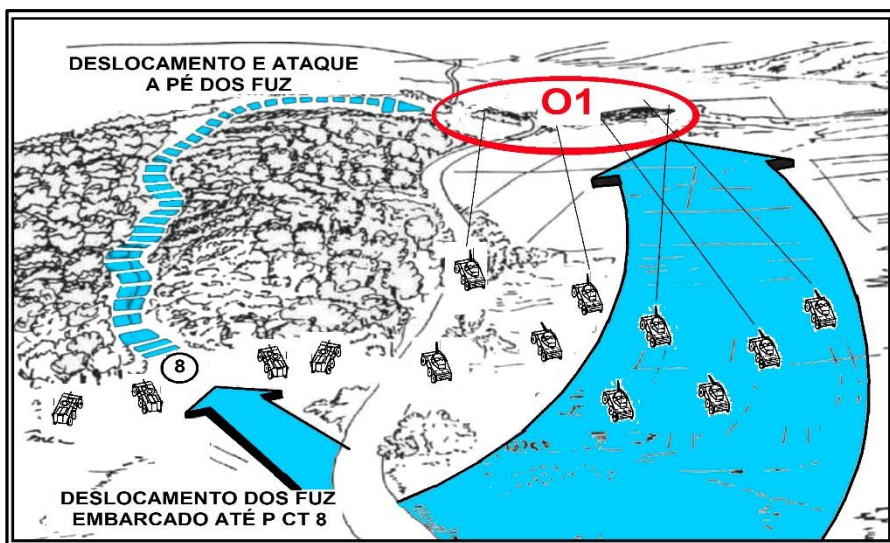 DESLOCAMENTO E ATAQUE
A PÉ DOS FUZ
O1
8
DESLOCAMENTO DOS FUZ
EMBARCADO ATÉ P CT 8